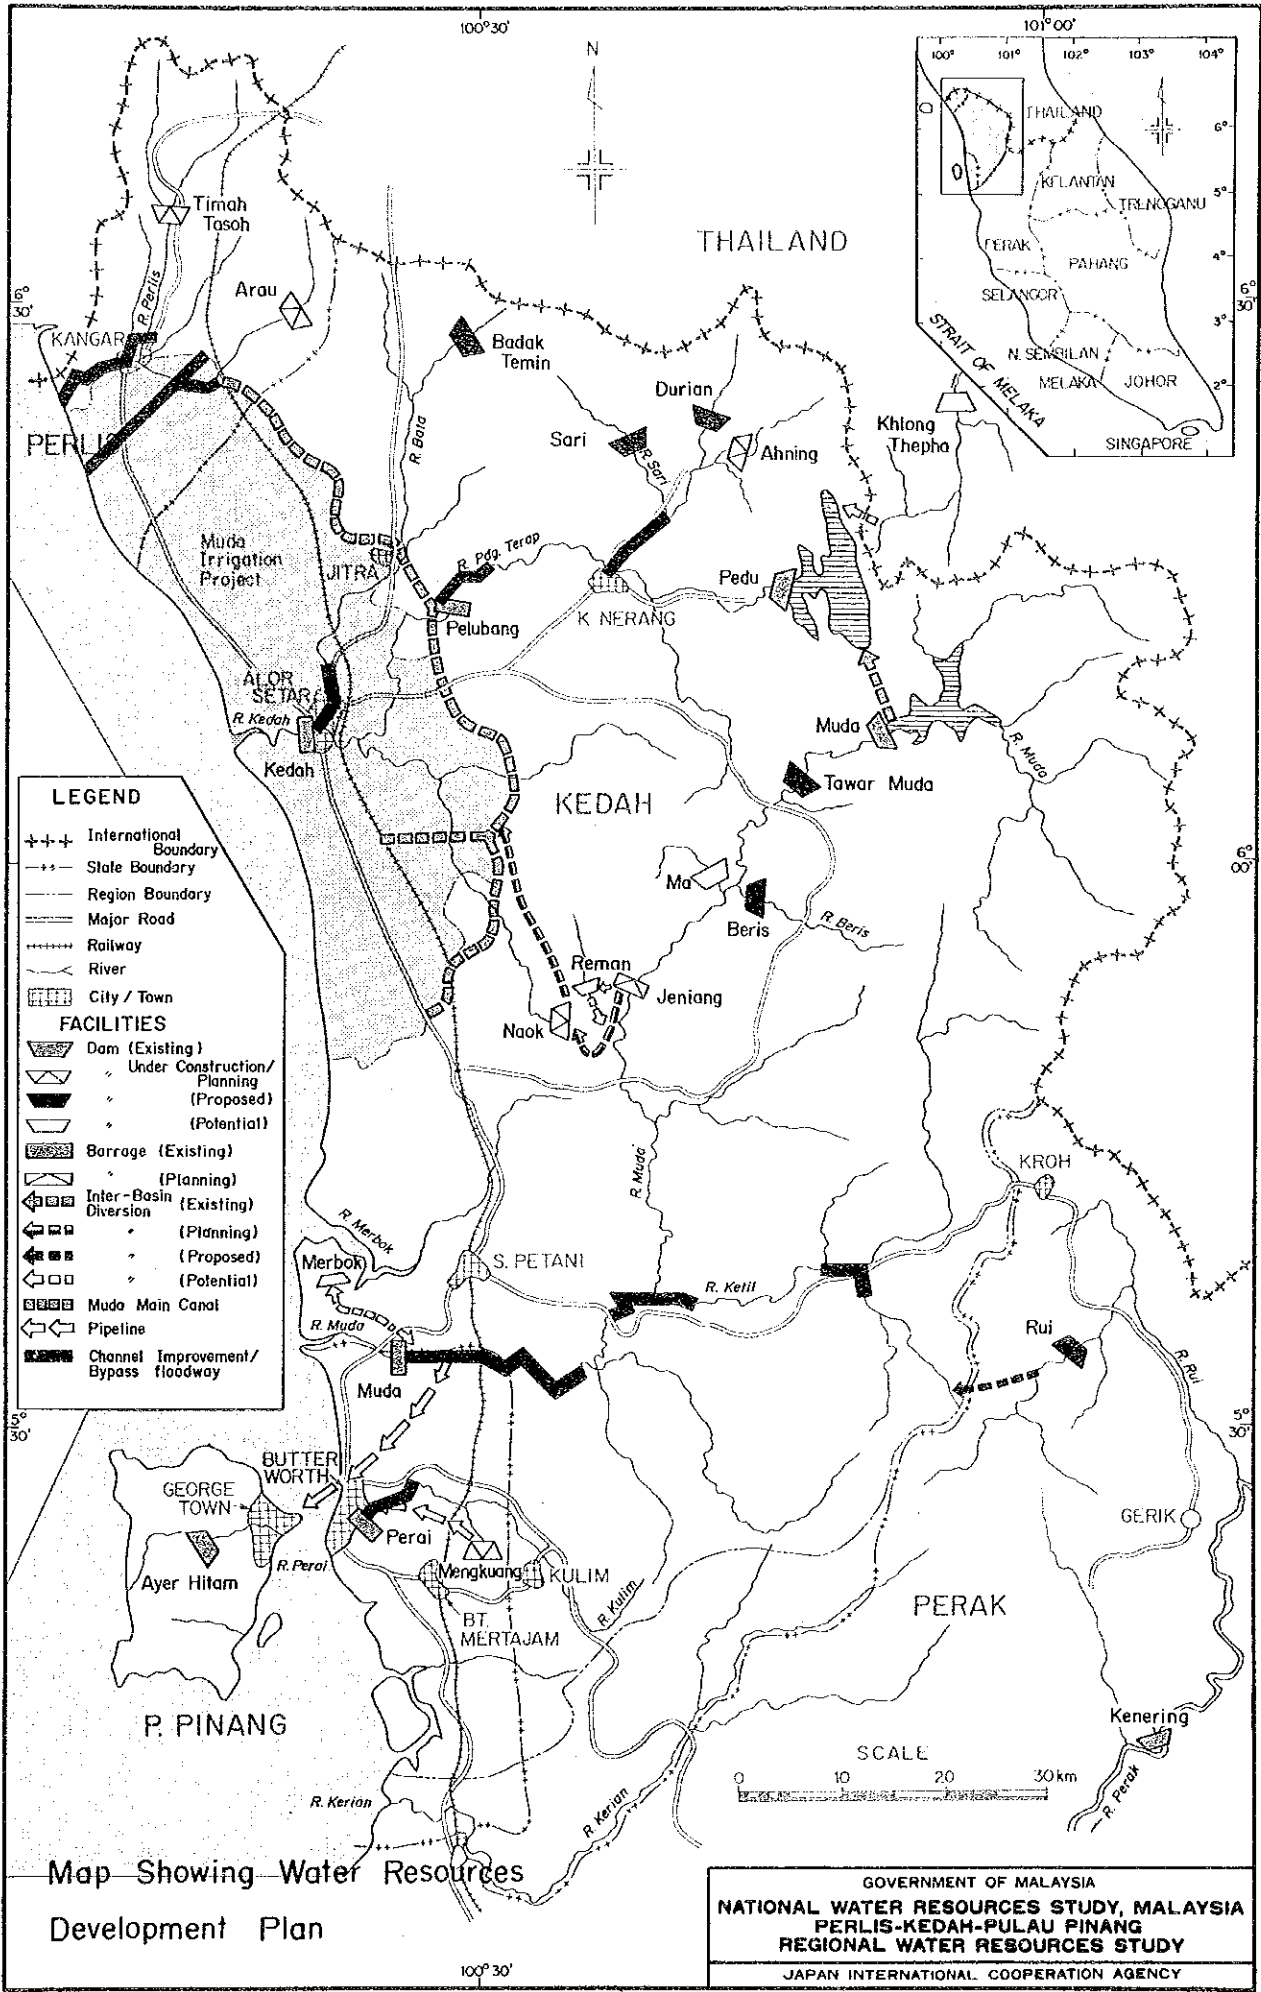 100°30'
101°00'
N
100° 101° 102° 103° 104°
THAILAND
6°
KELANTAN
5°
TRENGGANU
PERAK
4°
PAHANG
SELANGOR
3°
N. SEMBILAN
MELAKA
JOHOR
2°
SINGAPORE
STRAIT OF MELAKA
Timah
Tasoh
THAILAND
R. Perlis
Arau
6°
30'
6°
30'
KANGAR
Badak
Temin
Durian
PERLIS
R. Bata
Sari
R. Sari
Ahning
Khlong
Thepha
Muda
Irrigation
Project
JITRA
R. Pdg. Terap
Pedu
Pelubang
K. NERANG
ALOR
SETAR
R. Kedah
Kedah
Muda
R. Muda
Tawar Muda
KEDAH
6°
00'
Ma
Beris
R. Beris
Reman
Jeniang
Naok
LEGEND
International
Boundary
State Boundary
Region Boundary
Major Road
Railway
River
City / Town
FACILITIES
Dam (Existing)
" Under Construction/
Planning
" (Proposed)
" (Potential)
Barrage (Existing)
" (Planning)
Inter-Basin
Diversion (Existing)
" (Planning)
" (Proposed)
" (Potential)
Muda Main Canal
Pipeline
Channel Improvement/
Bypass floodway
R. Muda
KROH
R. Merbok
Merbok
S. PETANI
R. Ketil
R. Muda
Rui
R. Rui
Muda
5°
30'
5°
30'
BUTTER
WORTH
GEORGE
TOWN
Perai
GERIK
R. Perai
Ayer Hitam
Mengkuang
KULIM
R. Kulim
BT.
MERTAJAM
PERAK
P. PINANG
Kenering
SCALE
0 10 20 30km
R. Kerian
R. Kerian
R. Perak
Map Showing Water Resources
Development Plan
GOVERNMENT OF MALAYSIA
NATIONAL WATER RESOURCES STUDY, MALAYSIA
PERLIS-KEDAH-PULAU PINANG
REGIONAL WATER RESOURCES STUDY
JAPAN INTERNATIONAL COOPERATION AGENCY
100°30'